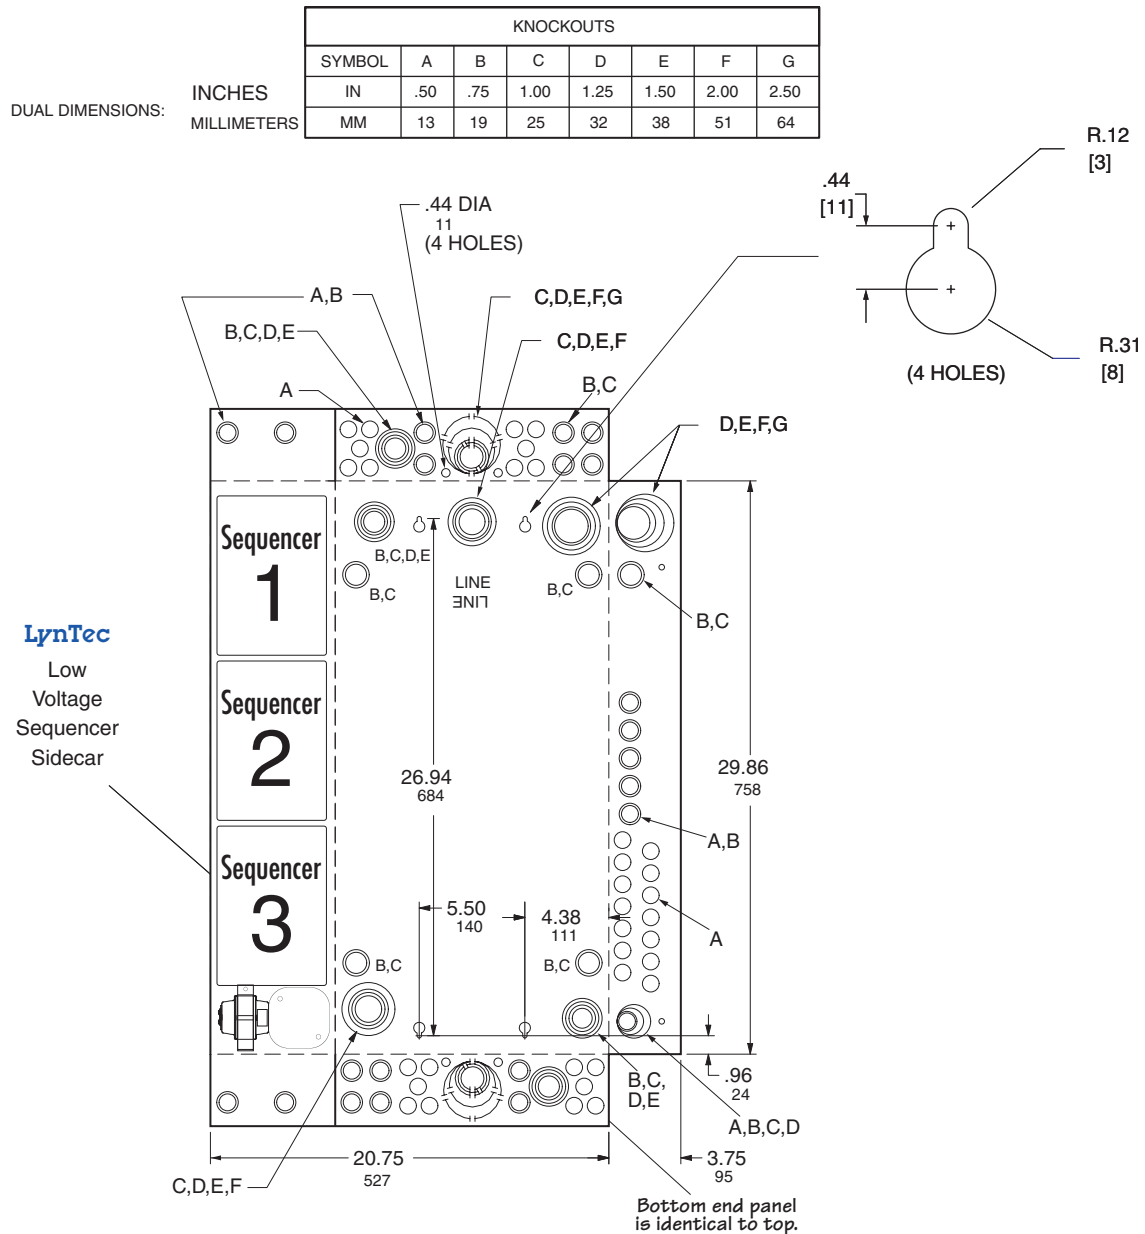 KNOCKOUTS
SYMBOL A B C D E F G
DUAL DIMENSIONS: INCHES IN .50 .75 1.00 1.25 1.50 2.00 2.50
MILLIMETERS MM 13 19 25 32 38 51 64
R.12
[3]
.44
[11]
R.31
[8]
(4 HOLES)
.44 DIA
11
(4 HOLES)
A,B
C,D,E,F,G
B,C,D,E
C,D,E,F
A
B,C
D,E,F,G
Sequencer
1
B,C,D,E
B,C
LINE
LINE
B,C
B,C
LynTec
Low
Voltage
Sequencer
Sidecar
Sequencer
2
26.94
684
29.86
758
A,B
Sequencer
3
5.50
140
4.38
111
A
B,C
B,C
B,C,
D,E
.96
24
A,B,C,D
20.75
527
3.75
95
C,D,E,F
Bottom end panel
is identical to top.